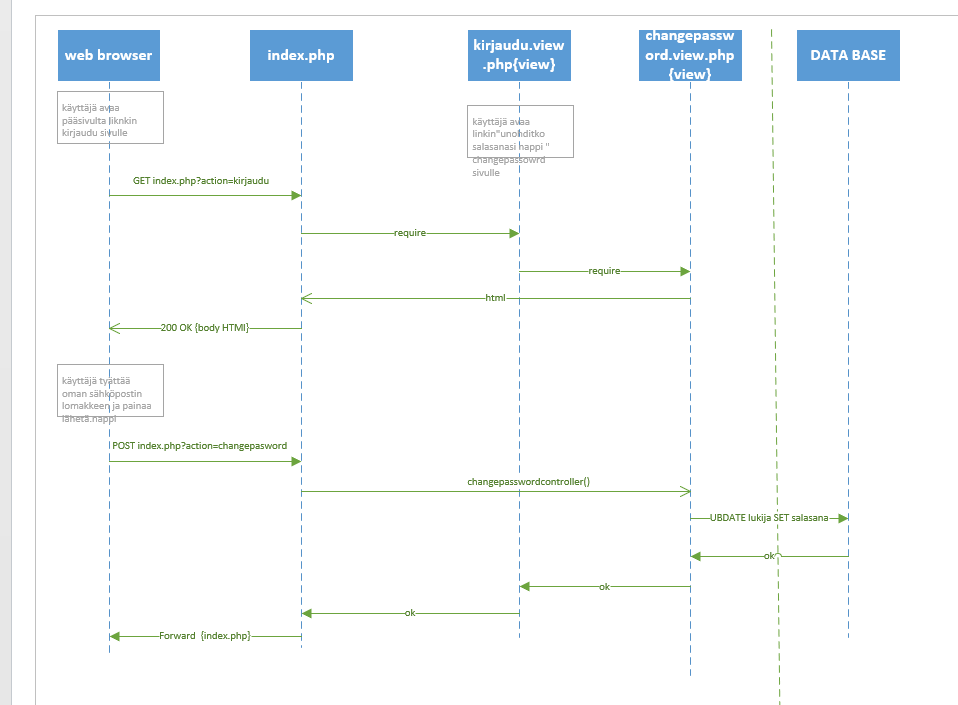 web browser
index.php
kirjaudu.view
.php{view}
changepassw
ord.view.php
{view}
DATA BASE
käyttäjä avaa
pääsivulta liknkin
kirjaudu sivulle
käyttäjä avaa
linkin"unohditko
salasanasi nappi "
changepassowrd
sivulle
GET index.php?action=kirjaudu
require
require
html
200 OK {body HTMl}
käyttäjä tyättää
oman sähköpostin
lomakkeen ja painaa
lähetä.nappi
POST index.php?action=changepasword
changepasswordcontroller()
UBDATE lukija SET salasana
ok
ok
ok
Forward {index.php}